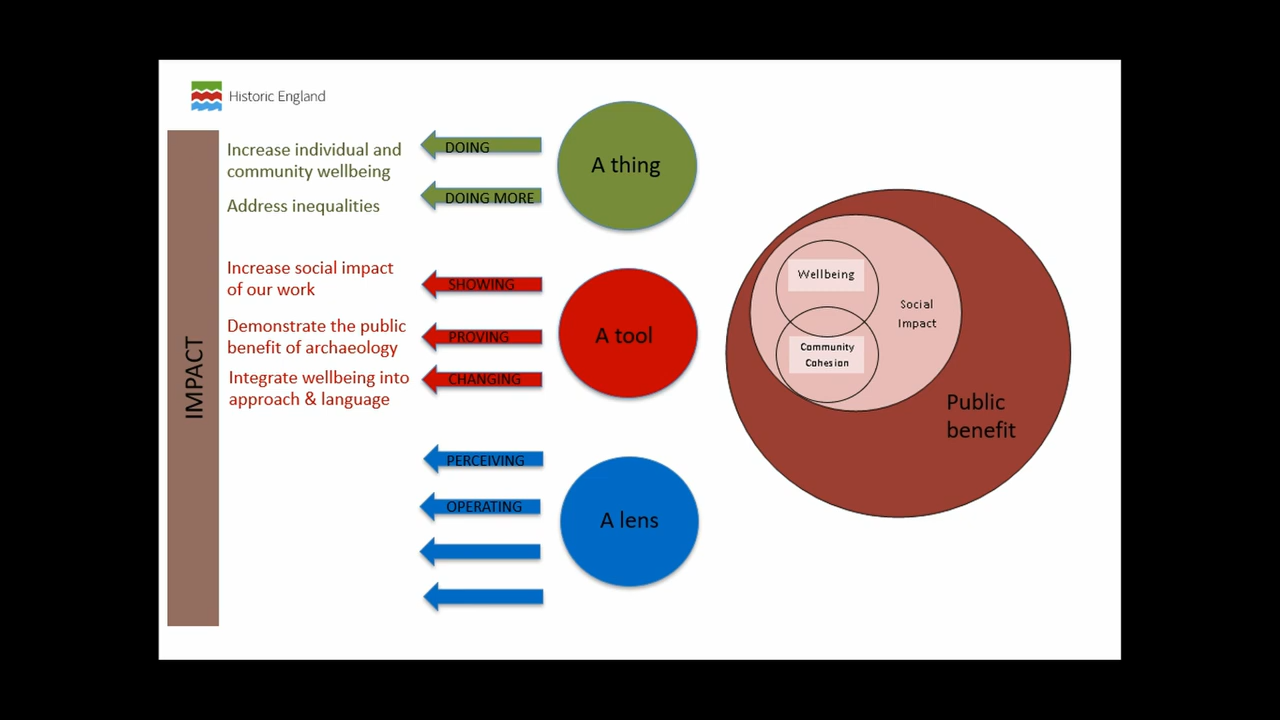 Historic England
IMPACT
Increase individual and
community wellbeing
Address inequalities
DOING
DOING MORE
A thing
Increase social impact
of our work
Demonstrate the public
benefit of archaeology
Integrate wellbeing into
approach & language
SHOWING
PROVING
CHANGING
A tool
PERCEIVING
OPERATING
A lens
Wellbeing
Community
Cohesion
Social
Impact
Public
benefit